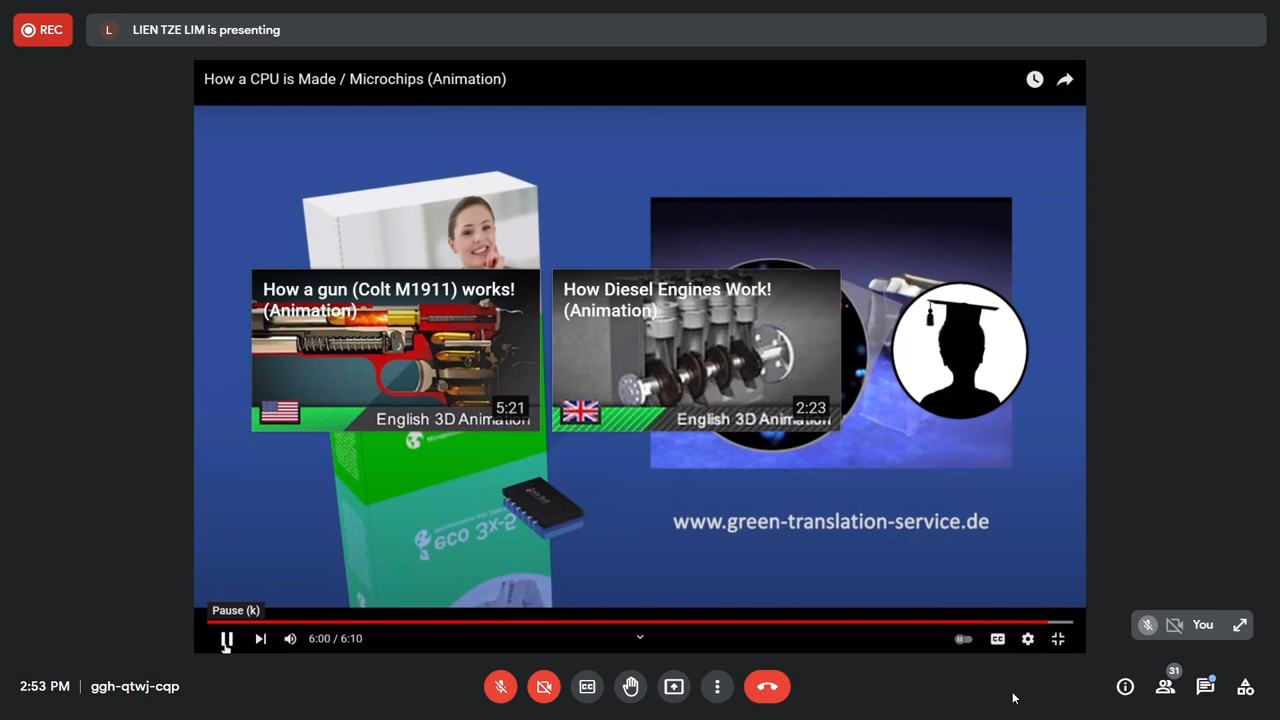 REC
L
LIEN TZE LIM is presenting
How a CPU is Made / Microchips (Animation)
How a gun (Colt M1911) works!
(Animation)
5:21
English 3D Animation
How Diesel Engines Work!
(Animation)
2:23
English 3D Animation
eco 3x-2
www.green-translation-service.de
Pause (k)
6:00 / 6:10
CC
You
2:53 PM
ggh-qtwj-cqp
31